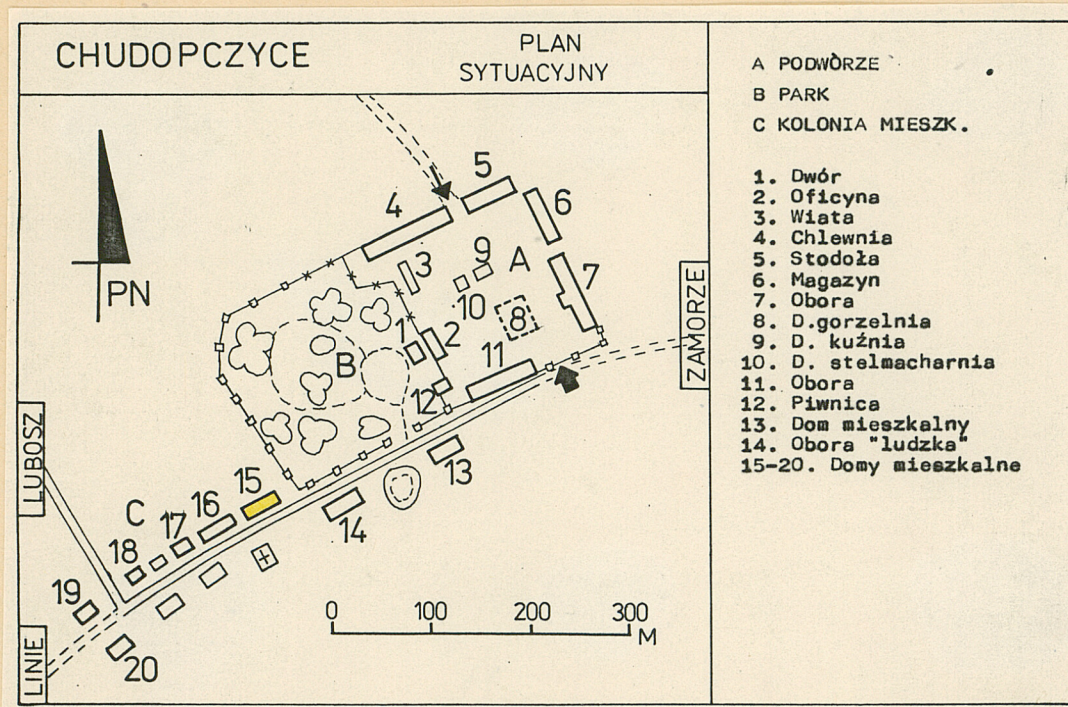 CHUDOPCZYCE
PLAN
SYTUACYJNY
PN
4
5
6
7
3
9
10
A
8
1
2
B
11
12
13
14
15
16
17
18
C
19
20
LUBOSZ
LINIE
ZAMORZE
0 100 200 300
M
A PODWÓRZE
B PARK
C KOLONIA MIESZK.
1. Dwór
2. Oficyna
3. Wiata
4. Chlewnia
5. Stodoła
6. Magazyn
7. Obora
8. D.gorzelnia
9. D. kuźnia
10. D. stelmacharnia
11. Obora
12. Piwnica
13. Dom mieszkalny
14. Obora "ludzka"
15-20. Domy mieszkalne